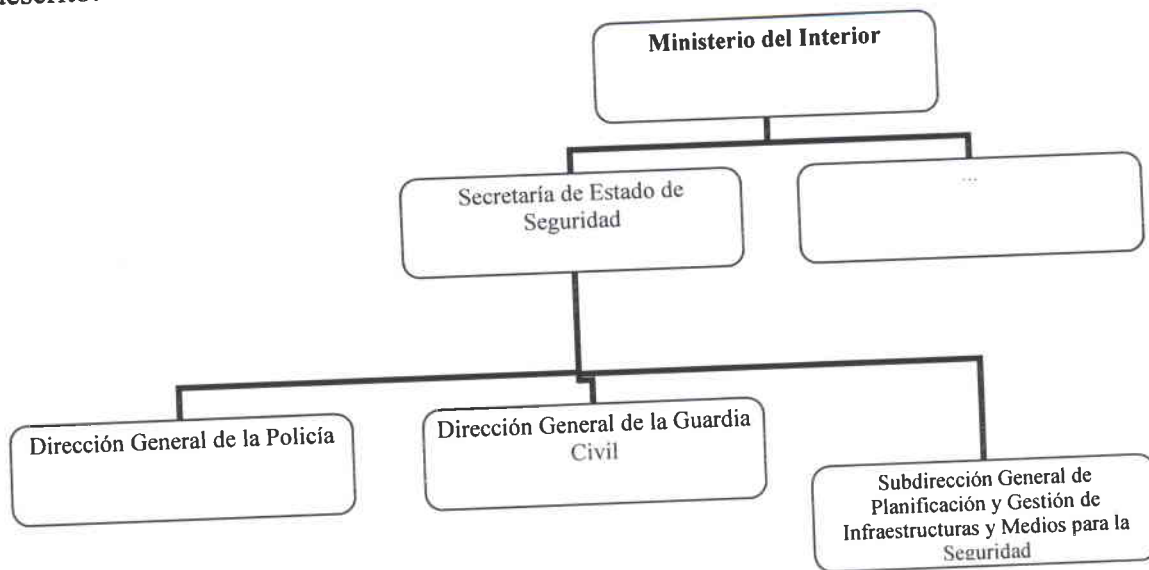 Ministerio del Interior
Secretaría de Estado de
Seguridad
...
Dirección General de la Policía
Dirección General de la Guardia
Civil
Subdirección General de
Planificación y Gestión de
Infraestructuras y Medios para la
Seguridad